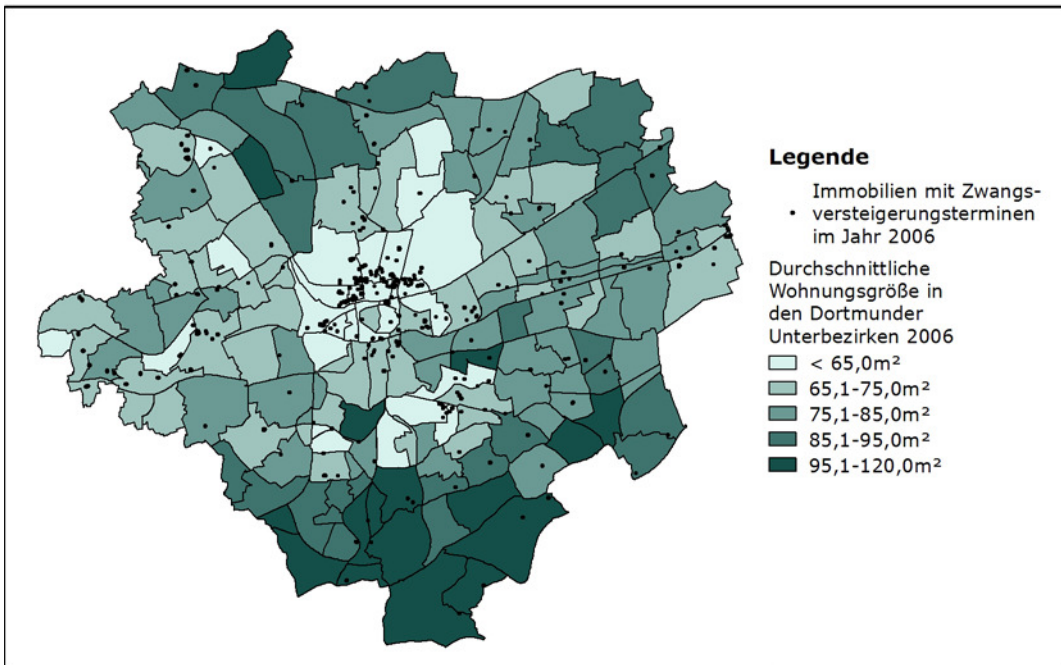 Legende
Immobilien mit Zwangs-
versteigerungsterminen
im Jahr 2006
Durchschnittliche
Wohnungsgröße in
den Dortmunder
Unterbezirken 2006
< 65,0m²
65,1-75,0m²
75,1-85,0m²
85,1-95,0m²
95,1-120,0m²